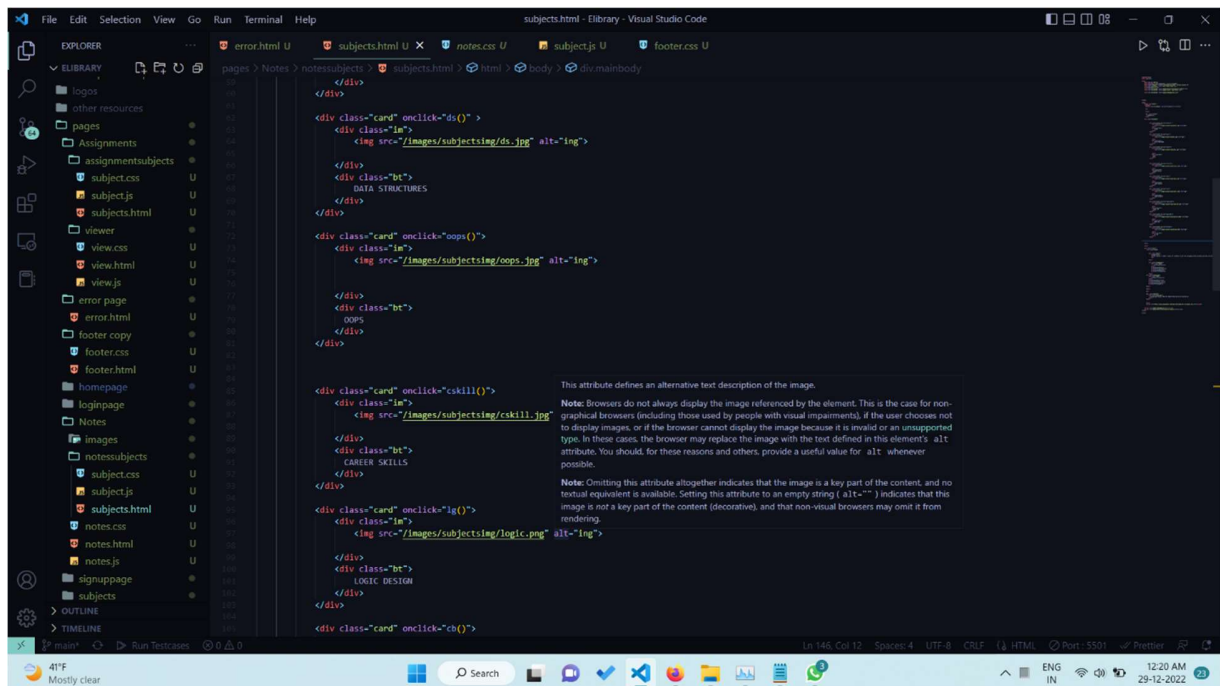 File Edit Selection View Go Run Terminal Help
subjects.html - Elibrary - Visual Studio Code
EXPLORER
ELIBRARY
logos
other resources
pages
Assignments
assignmentsubjects
subject.css U
subject.js U
subjects.html U
viewer
view.css U
view.html U
view.js U
error page
error.html U
footer copy
footer.css U
footer.html U
homepage
loginpage
Notes
images
notessubjects
subject.css U
subject.js U
subjects.html U
notes.css U
notes.html U
notes.js U
signuppage
subjects
OUTLINE
TIMELINE
64
error.html U subjects.html U notes.css U subject.js U footer.css U
pages > Notes > notessubjects > subjects.html > html > body > div.mainbody
</div>
</div>
<div class="card" onclick="ds()" >
<div class="im">
<img src="/images/subjectsimg/ds.jpg" alt="ing">
</div>
<div class="bt">
DATA STRUCTURES
</div>
</div>
<div class="card" onclick="oops()">
<div class="im">
<img src="/images/subjectsimg/oops.jpg" alt="ing">
</div>
<div class="bt">
OOPS
</div>
</div>
<div class="card" onclick="cskill()">
<div class="im">
<img src="/images/subjectsimg/cskill.jpg"
</div>
<div class="bt">
CAREER SKILLS
</div>
</div>
<div class="card" onclick="lg()">
<div class="im">
<img src="/images/subjectsimg/logic.png" alt="ing">
</div>
<div class="bt">
LOGIC DESIGN
</div>
</div>
<div class="card" onclick="cb()">
This attribute defines an alternative text description of the image.
Note: Browsers do not always display the image referenced by the element. This is the case for non-
graphical browsers (including those used by people with visual impairments), if the user chooses not
to display images, or if the browser cannot display the image because it is invalid or an unsupported
type. In these cases, the browser may replace the image with the text defined in this element's alt
attribute. You should, for these reasons and others, provide a useful value for alt whenever
possible.
Note: Omitting this attribute altogether indicates that the image is a key part of the content, and no
textual equivalent is available. Setting this attribute to an empty string ( alt="" ) indicates that this
image is not a key part of the content (decorative), and that non-visual browsers may omit it from
rendering.
main* Run Testcases 0 0 Ln 146, Col 12 Spaces: 4 UTF-8 CRLF HTML Port : 5501 Prettier
41°F
Mostly clear
Search
3
ENG
IN
12:20 AM
29-12-2022
23